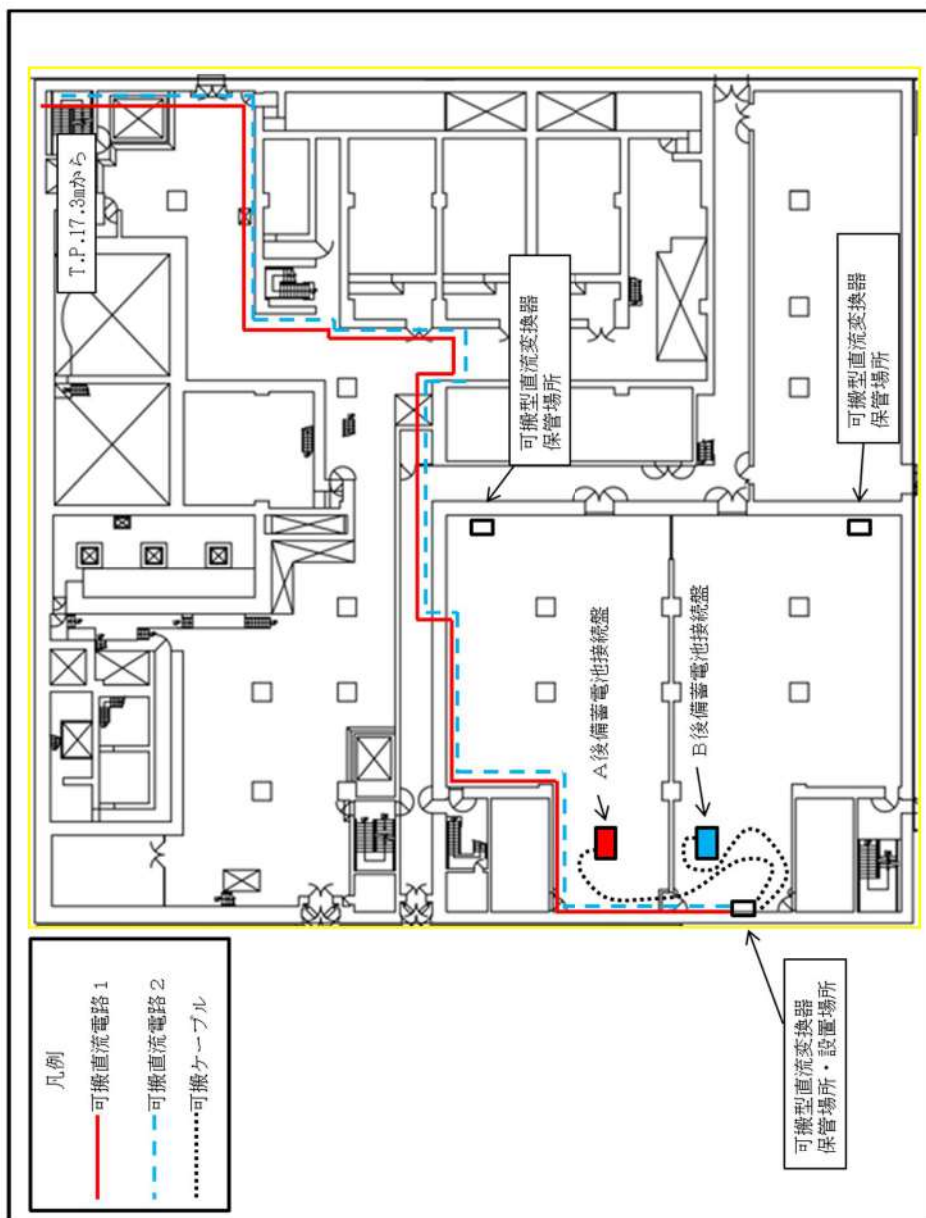 T.P.17.3mから
可搬型直流変換器
保管場所
可搬型直流変換器
保管場所
A後備蓄電池接続盤
B後備蓄電池接続盤
可搬型直流変換器
保管場所・設置場所
凡例
可搬直流電路1
可搬直流電路2
可搬ケーブル